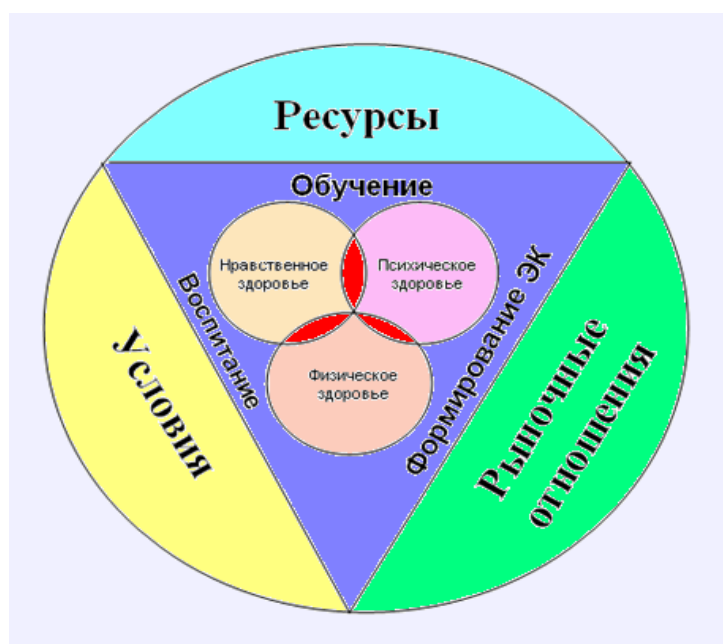 Ресурсы
Обучение
Нравственное
здоровье
Психическое
здоровье
Воспитание
Формирование ЭК
Физическое
здоровье
Условия
Рыночные
отношения